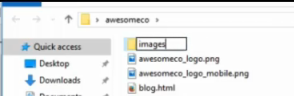 awesomeco
Quick access
images
Desktop
awesomeco_logo.png
awesomeco_logo_mobile.png
Downloads
blog.html